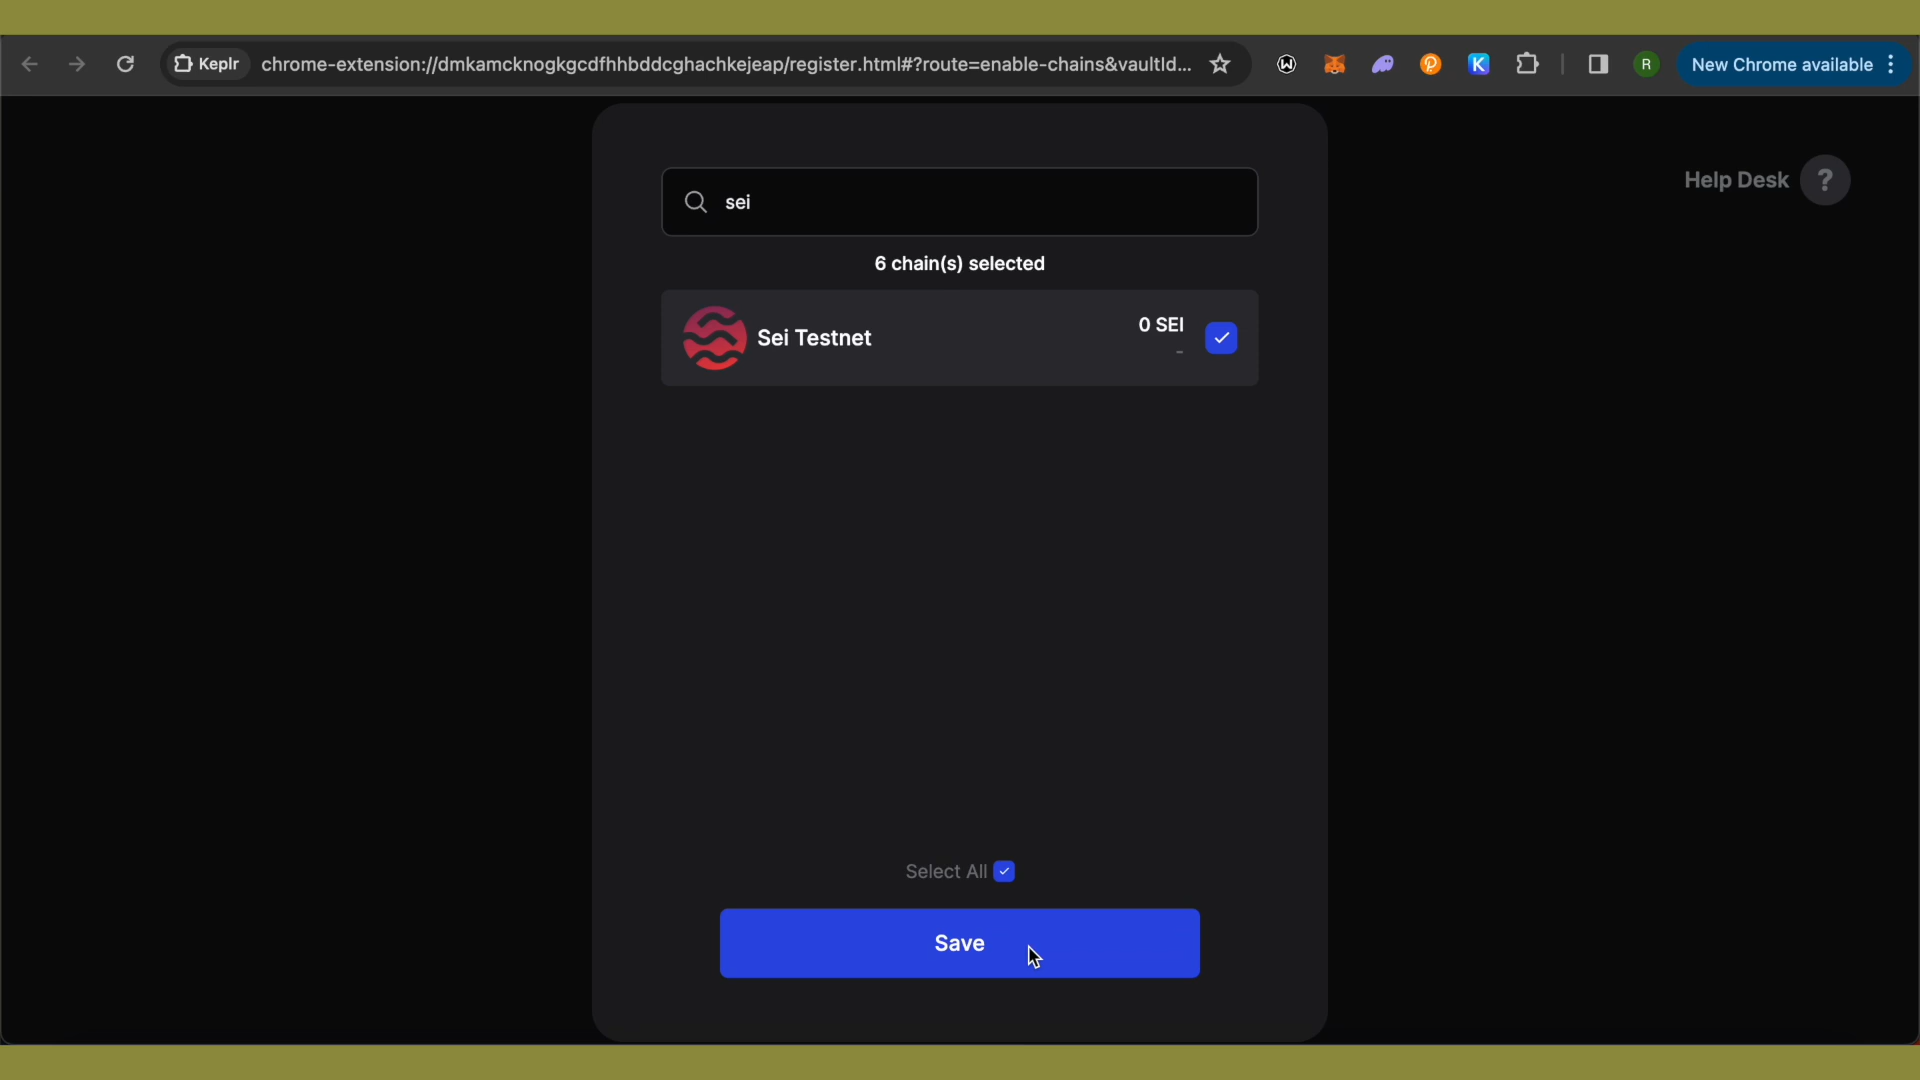 Keplr
chrome-extension://dmkamcknogkgcdfhhbddcghachkejeap/register.html#?route=enable-chains&vaultId...
K
R
New Chrome available
sei
Help Desk ?
6 chain(s) selected
Sei Testnet
0 SEI
-
Select All
Save